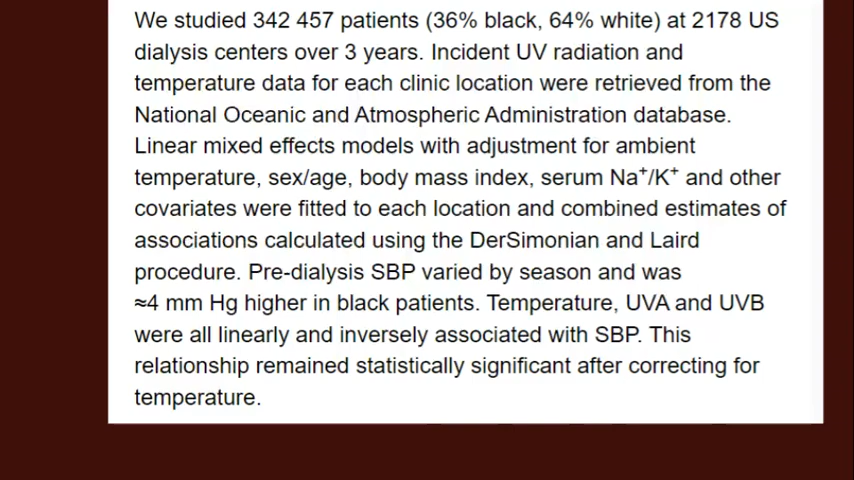 We studied 342 457 patients (36% black, 64% white) at 2178 US
dialysis centers over 3 years. Incident UV radiation and
temperature data for each clinic location were retrieved from the
National Oceanic and Atmospheric Administration database.
Linear mixed effects models with adjustment for ambient
temperature, sex/age, body mass index, serum Na⁺/K⁺ and other
covariates were fitted to each location and combined estimates of
associations calculated using the DerSimonian and Laird
procedure. Pre-dialysis SBP varied by season and was
≈4 mm Hg higher in black patients. Temperature, UVA and UVB
were all linearly and inversely associated with SBP. This
relationship remained statistically significant after correcting for
temperature.